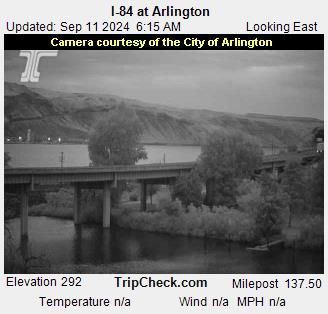 I-84 at Arlington
Updated: Sep 11 2024 6:15 AM Looking East
Camera courtesy of the City of Arlington
Elevation 292 TripCheck.com Milepost 137.50
Temperature n/a Wind n/a MPH n/a